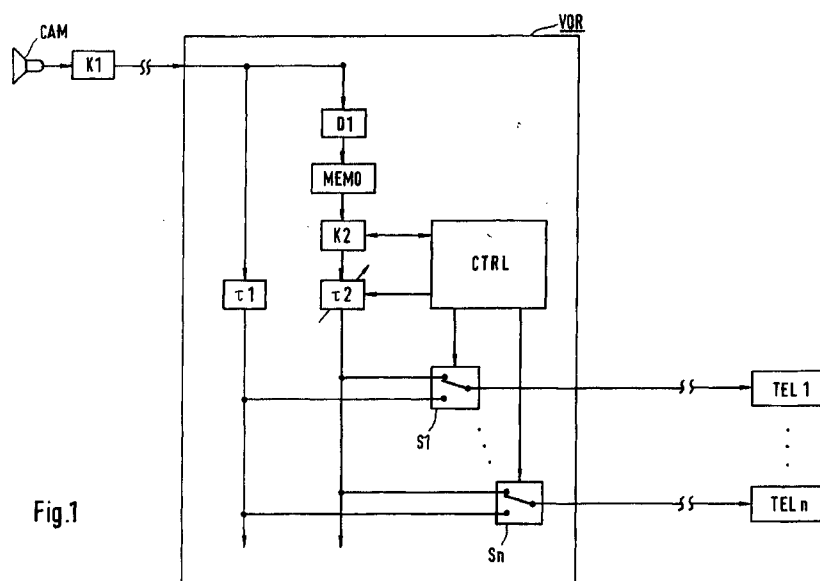 VOR
CAM
K1
D1
MEMO
K2
CTRL
τ1
τ2
S1
TEL 1
Sn
TEL n
Fig.1